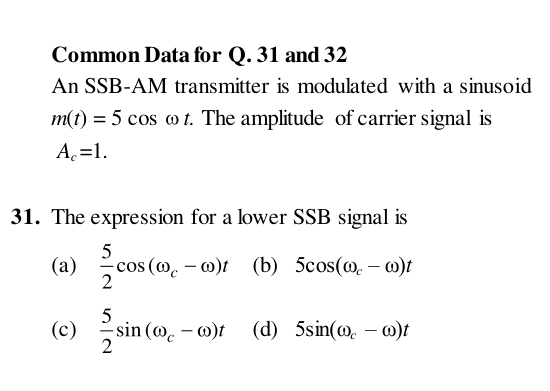 Common Data for Q. 31 and 32
An SSB-AM transmitter is modulated with a sinusoid
m(t) = 5 cos ω t. The amplitude of carrier signal is
A_c=1.
31. The expression for a lower SSB signal is
(a) 5/2 cos (ω_c − ω)t (b) 5cos(ω_c − ω)t
(c) 5/2 sin (ω_c − ω)t (d) 5sin(ω_c − ω)t